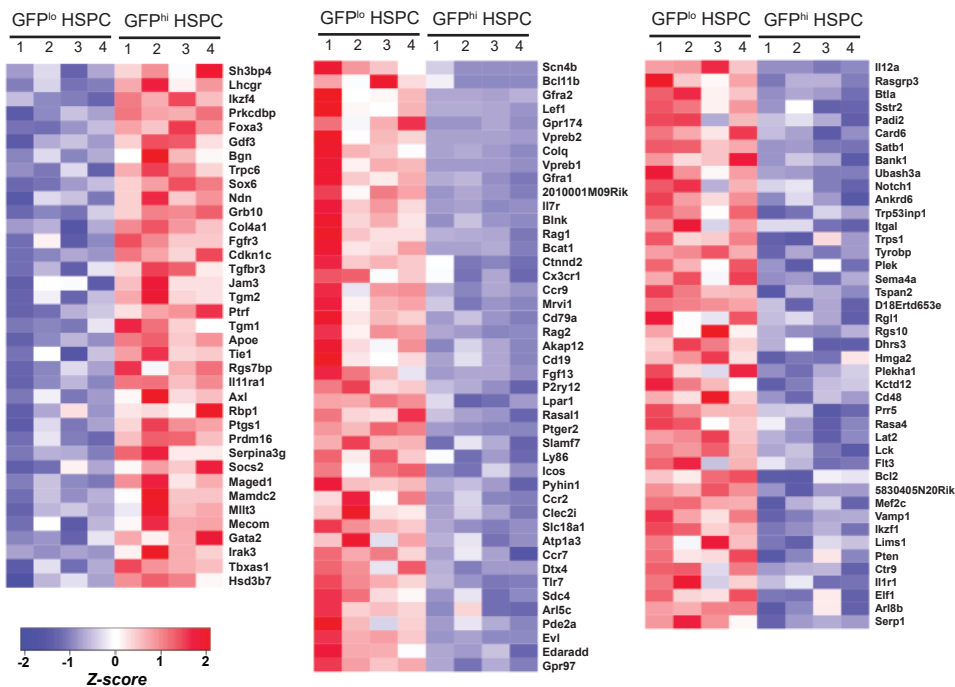 GFPlo HSPC GFPhi HSPC
1 2 3 4 1 2 3 4
Sh3bp4
Lhcgr
Ikzf4
Prkcdbp
Foxa3
Gdf3
Bgn
Trpc6
Sox6
Ndn
Grb10
Col4a1
Fgfr3
Cdkn1c
Tgfbr3
Jam3
Tgm2
Ptrf
Tgm1
Apoe
Tie1
Rgs7bp
Il11ra1
Axl
Rbp1
Ptgs1
Prdm16
Serpina3g
Socs2
Maged1
Mamdc2
Mllt3
Mecom
Gata2
Irak3
Tbxas1
Hsd3b7
-2 -1 0 1 2
Z-score
GFPlo HSPC GFPhi HSPC
1 2 3 4 1 2 3 4
Scn4b
Bcl11b
Gfra2
Lef1
Gpr174
Vpreb2
Colq
Vpreb1
Gfra1
2010001M09Rik
Il7r
Blnk
Rag1
Bcat1
Ctnnd2
Cx3cr1
Ccr9
Mrvi1
Cd79a
Rag2
Akap12
Cd19
Fgf13
P2ry12
Lpar1
Rasal1
Ptger2
Slamf7
Ly86
Icos
Pyhin1
Ccr2
Clec2i
Slc18a1
Atp1a3
Ccr7
Dtx4
Tlr7
Sdc4
Arl5c
Pde2a
Evl
Edaradd
Gpr97
GFPlo HSPC GFPhi HSPC
1 2 3 4 1 2 3 4
Il12a
Rasgrp3
Btla
Sstr2
Padi2
Card6
Satb1
Bank1
Ubash3a
Notch1
Ankrd6
Trp53inp1
Itgal
Trps1
Tyrobp
Plek
Sema4a
Tspan2
D18Ertd653e
Rgl1
Rgs10
Dhrs3
Hmga2
Plekha1
Kctd12
Cd48
Prr5
Rasa4
Lat2
Lck
Flt3
Bcl2
5830405N20Rik
Mef2c
Vamp1
Ikzf1
Lims1
Pten
Ctr9
Il1r1
Elf1
Arl8b
Serp1